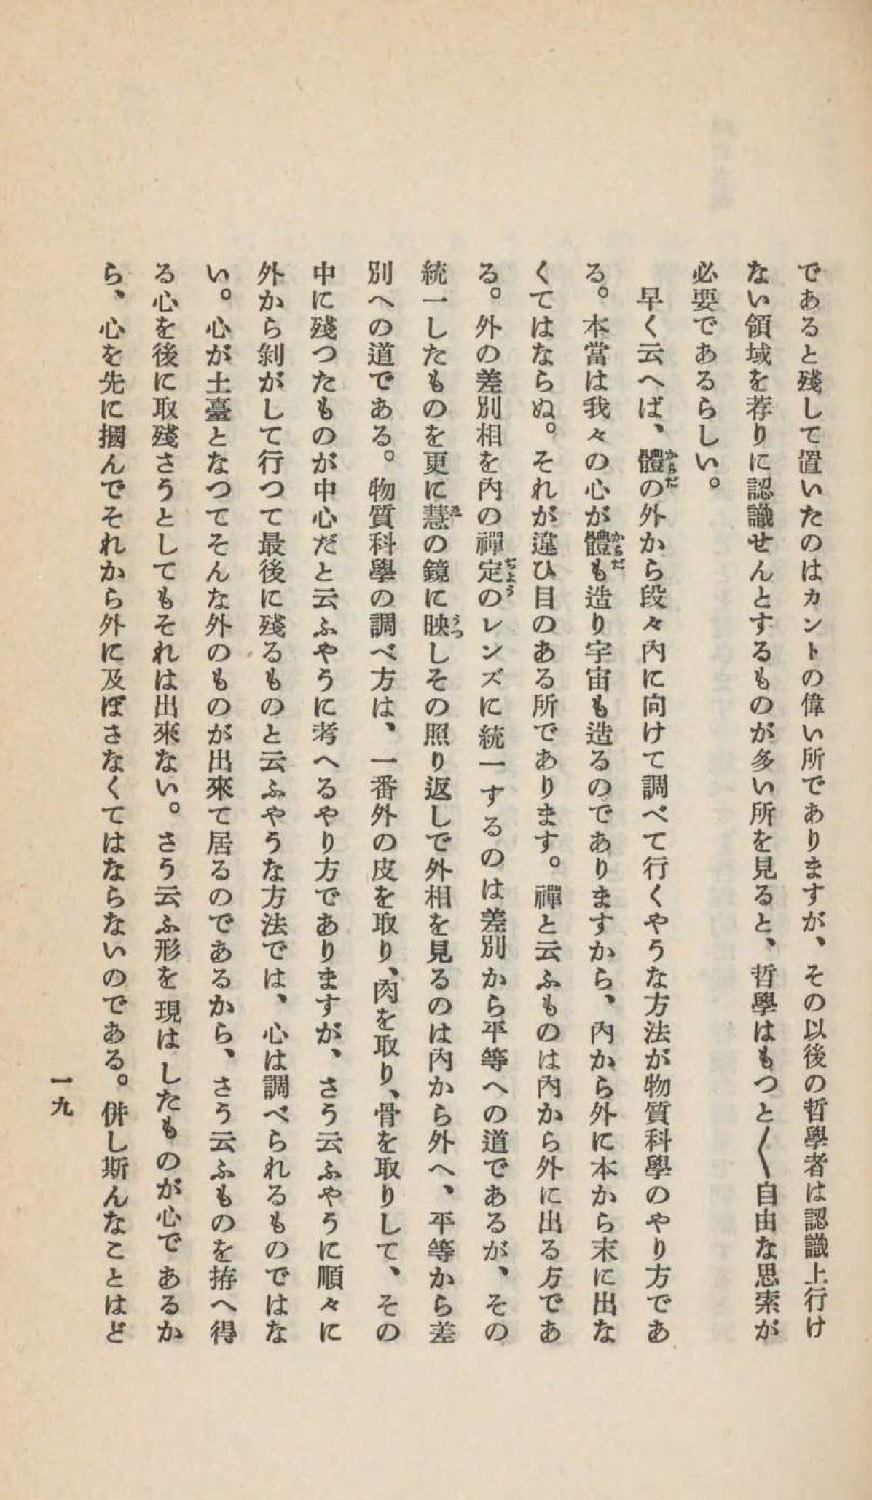 であると殘して置いたのはカントの偉い所でありますが、その以後の哲學者は認識上行け
ない領域を荐りに認識せんとするものが多い所を見ると、哲學はもつと〱自由な思索が
必要であるらしい。
早く云へば、體からだの外から段々內に向けて調べて行くやうな方法が物質科學のやり方であ
る。本當は我々の心が體からだも造り宇宙も造るのでありますから、內から外に本から末に出な
くてはならぬ。それが違ひ目のある所であります。禪と云ふものは內から外に出る方であ
る。外の差別相を內の禪定ぢようのレンズに統一するのは差別から平等への道であるが、その
統一したものを更に慧ゑの鏡に映うつしその照り返しで外相を見るのは內から外へ、平等から差
別への道である。物質科學の調べ方は、一番外の皮を取り、肉を取り、骨を取りして、その
中に殘つたものが中心だと云ふやうに考へるやり方でありますが、さう云ふやうに順々に
外から剝がして行つて最後に殘るものと云ふやうな方法では、心は調べられるものではな
い。心が土臺となつてそんな外のものが出來て居るのであるから、さう云ふものを拵へ得
る心を後に取殘さうとしてもそれは出來ない。さう云ふ形を現はしたものが心であるか
ら、心を先に摑んでそれから外に及ぼさなくてはならないのである。併し斯んなことはど
一九